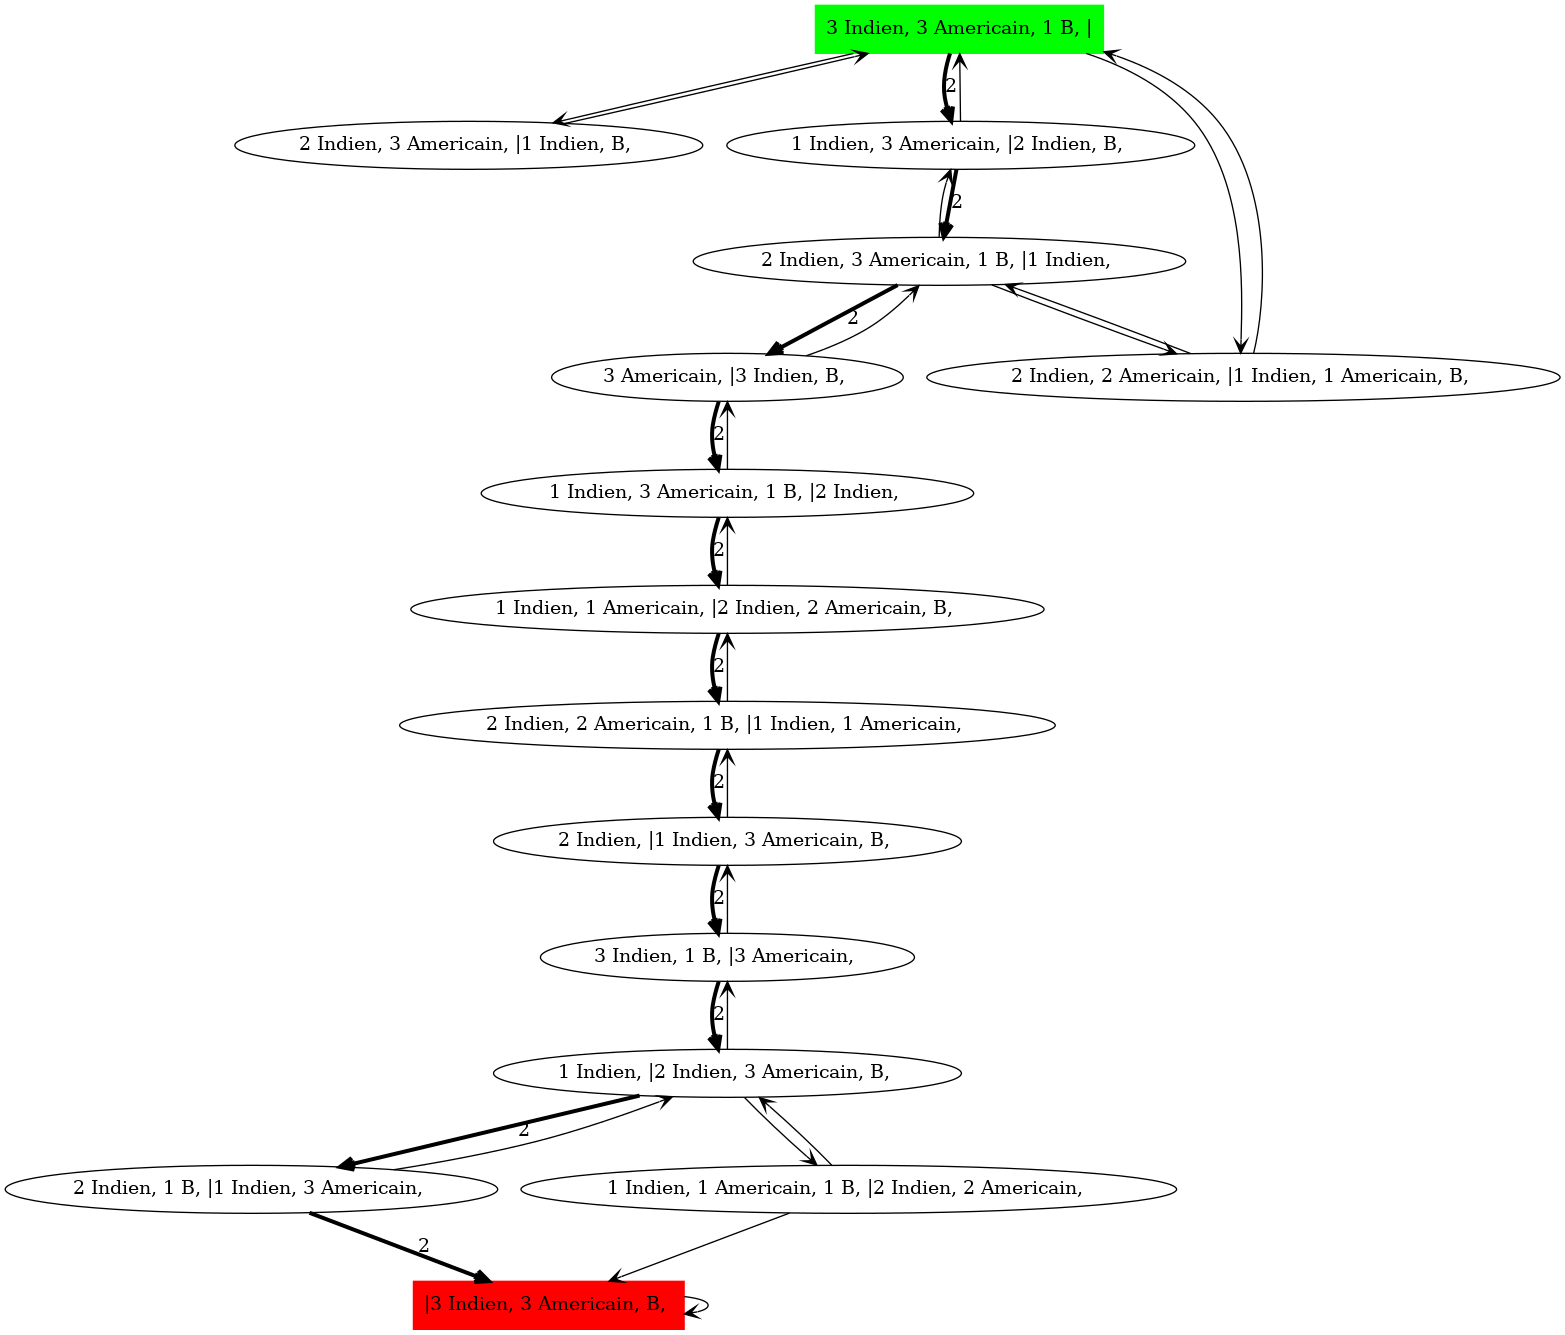 3 Indien, 3 Americain, 1 B, |
2
2 Indien, 3 Americain, |1 Indien, B,
1 Indien, 3 Americain, |2 Indien, B,
2
2 Indien, 3 Americain, 1 B, |1 Indien,
2
3 Americain, |3 Indien, B,
2 Indien, 2 Americain, |1 Indien, 1 Americain, B,
2
1 Indien, 3 Americain, 1 B, |2 Indien,
2
1 Indien, 1 Americain, |2 Indien, 2 Americain, B,
2
2 Indien, 2 Americain, 1 B, |1 Indien, 1 Americain,
2
2 Indien, |1 Indien, 3 Americain, B,
2
3 Indien, 1 B, |3 Americain,
2
1 Indien, |2 Indien, 3 Americain, B,
2
2 Indien, 1 B, |1 Indien, 3 Americain,
1 Indien, 1 Americain, 1 B, |2 Indien, 2 Americain,
2
|3 Indien, 3 Americain, B,